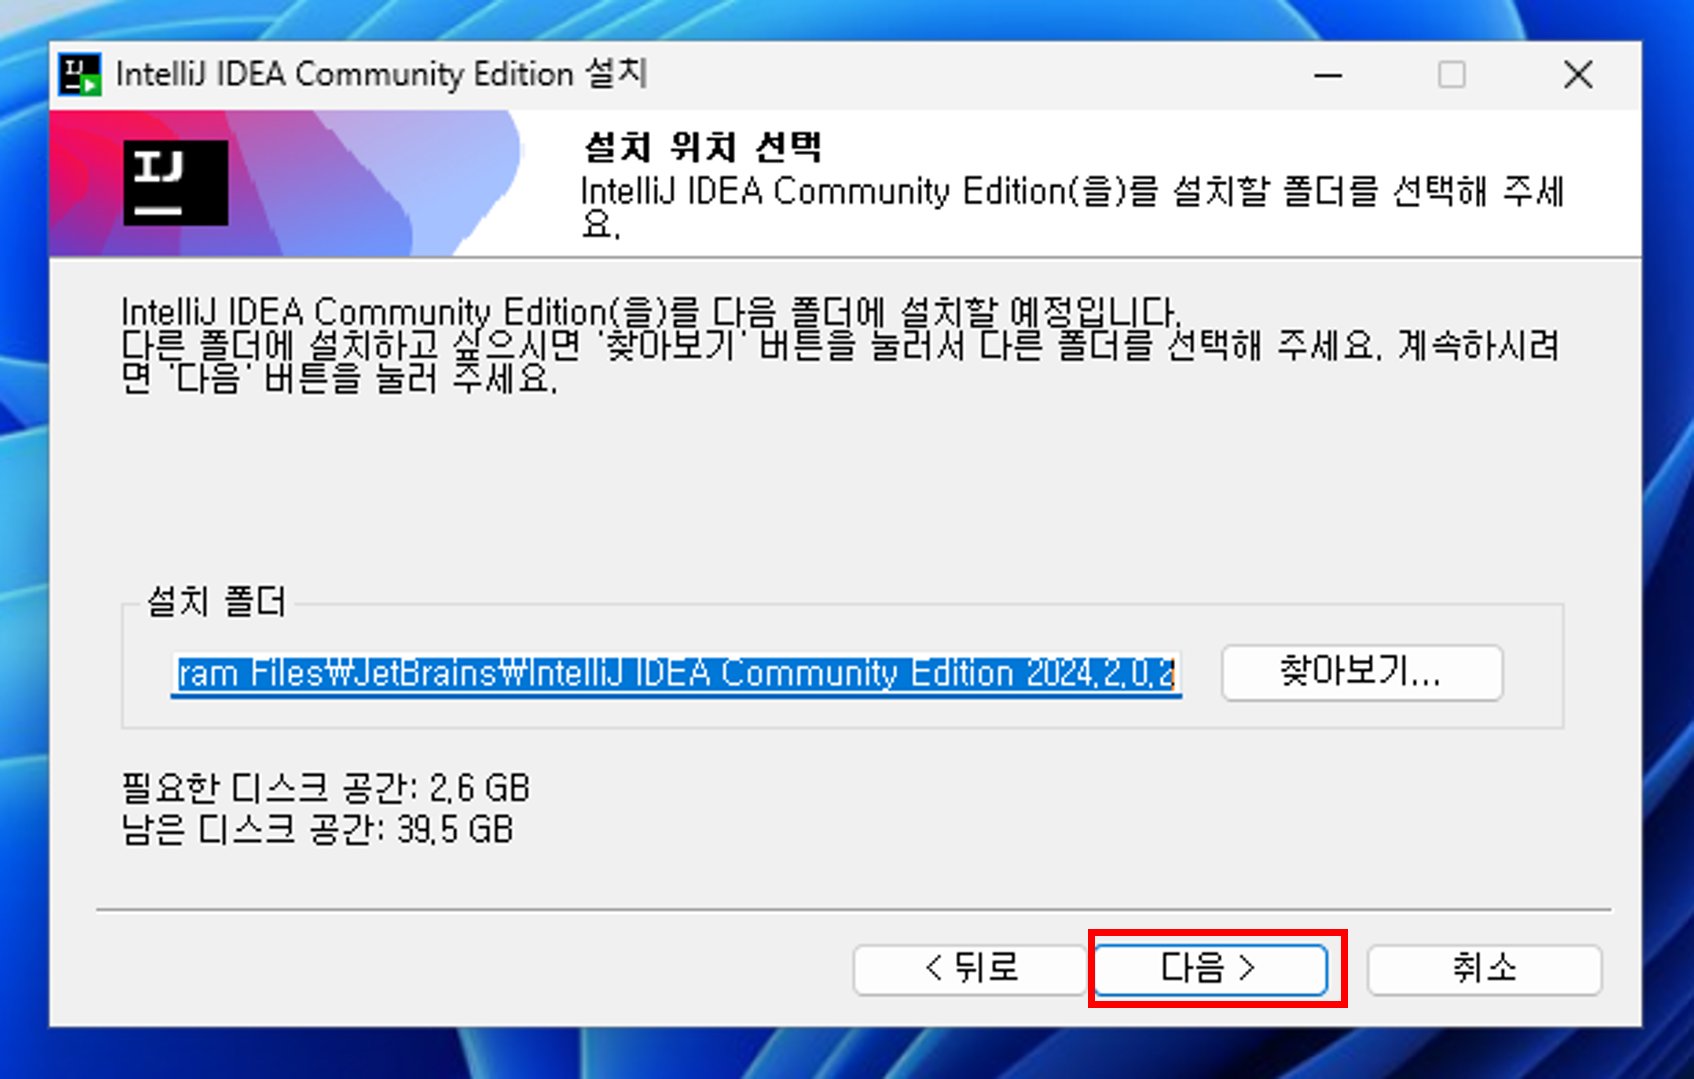 IntelliJ IDEA Community Edition 설치
IJ
설치 위치 선택
IntelliJ IDEA Community Edition(을)를 설치할 폴더를 선택해 주세
요.
IntelliJ IDEA Community Edition(을)를 다음 폴더에 설치할 예정입니다.
다른 폴더에 설치하고 싶으시면 '찾아보기' 버튼을 눌러서 다른 폴더를 선택해 주세요. 계속하시려
면 '다음' 버튼을 눌러 주세요.
설치 폴더
ram Files₩JetBrains₩IntelliJ IDEA Community Edition 2024.2.0.2
찾아보기...
필요한 디스크 공간: 2.6 GB
남은 디스크 공간: 39.5 GB
< 뒤로
다음 >
취소